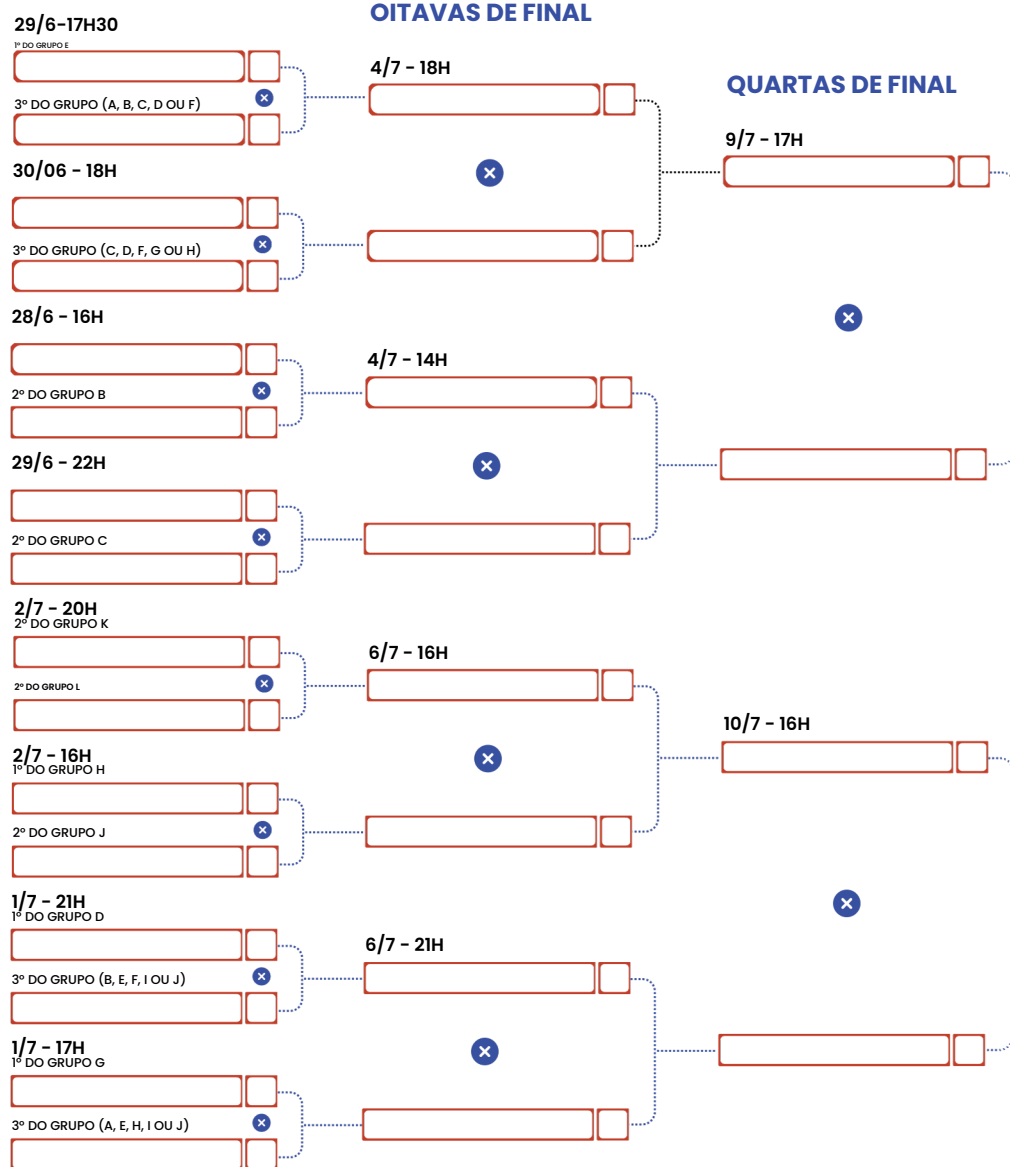 OITAVAS DE FINAL
29/6-17H30
1º DO GRUPO E
3º DO GRUPO (A, B, C, D OU F)
30/06 - 18H
3º DO GRUPO (C, D, F, G OU H)
28/6 - 16H
2º DO GRUPO B
29/6 - 22H
2º DO GRUPO C
2/7 - 20H
2º DO GRUPO K
2º DO GRUPO L
2/7 - 16H
1º DO GRUPO H
2º DO GRUPO J
1/7 - 21H
1º DO GRUPO D
3º DO GRUPO (B, E, F, I OU J)
1/7 - 17H
1º DO GRUPO G
3º DO GRUPO (A, E, H, I OU J)
4/7 - 18H
4/7 - 14H
6/7 - 16H
6/7 - 21H
QUARTAS DE FINAL
9/7 - 17H
10/7 - 16H